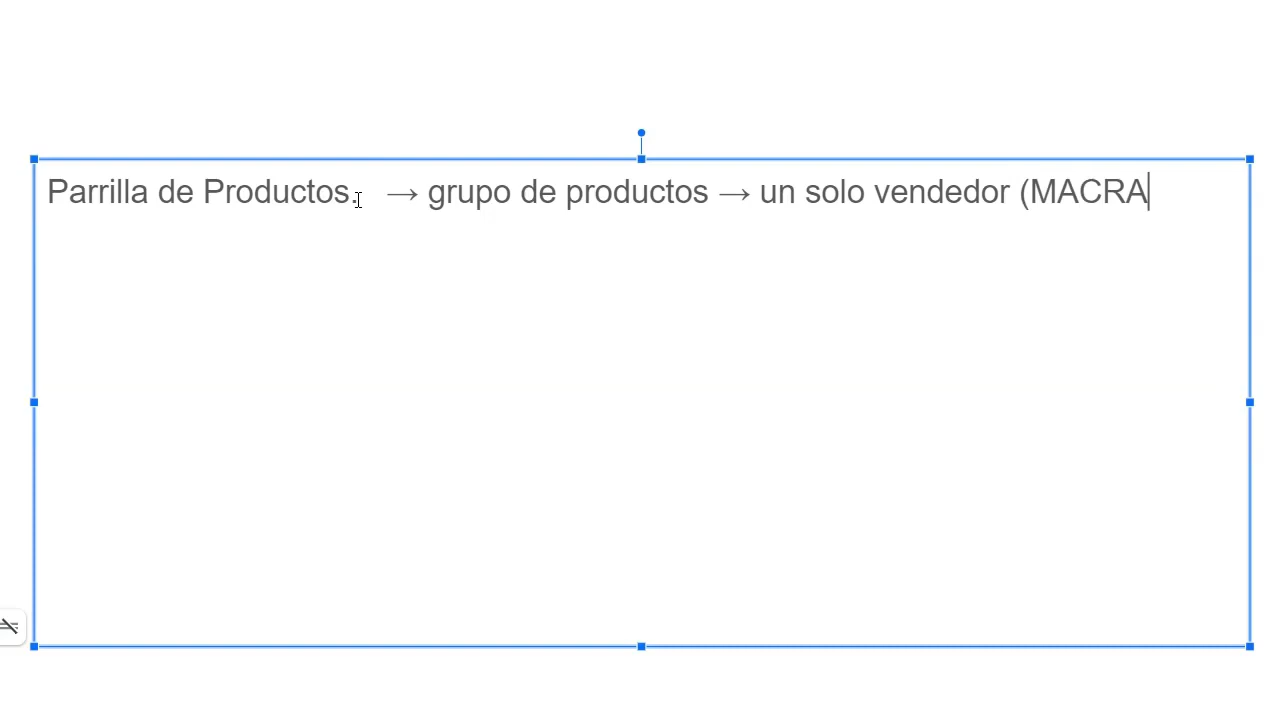 Parrilla de Productos. → grupo de productos → un solo vendedor (MACRA